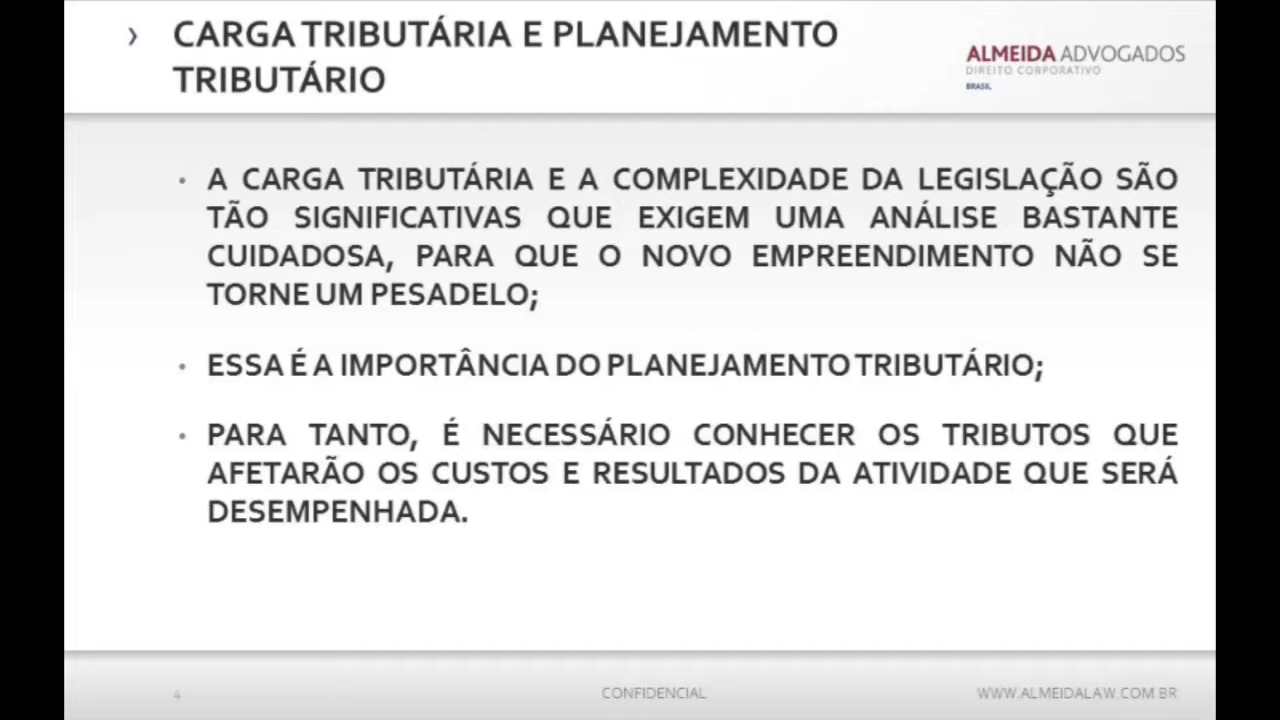 › CARGA TRIBUTÁRIA E PLANEJAMENTO
TRIBUTÁRIO
ALMEIDA ADVOGADOS
DIREITO CORPORATIVO
BRASIL
• A CARGA TRIBUTÁRIA E A COMPLEXIDADE DA LEGISLAÇÃO SÃO
TÃO SIGNIFICATIVAS QUE EXIGEM UMA ANÁLISE BASTANTE
CUIDADOSA, PARA QUE O NOVO EMPREENDIMENTO NÃO SE
TORNE UM PESADELO;
• ESSA É A IMPORTÂNCIA DO PLANEJAMENTO TRIBUTÁRIO;
• PARA TANTO, É NECESSÁRIO CONHECER OS TRIBUTOS QUE
AFETARÃO OS CUSTOS E RESULTADOS DA ATIVIDADE QUE SERÁ
DESEMPENHADA.
4
CONFIDENCIAL
WWW.ALMEIDALAW.COM.BR